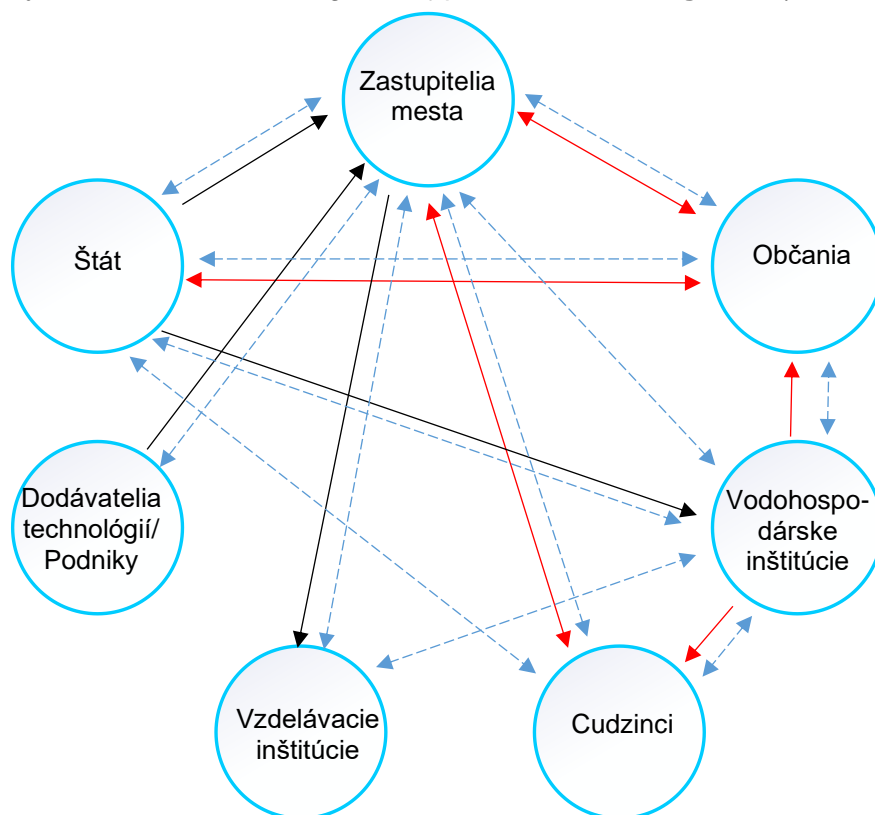 Zastupitelia
mesta
Štát
Občania
Dodávatelia
technológií/
Podniky
Vodohospo-
dárske
inštitúcie
Vzdelávacie
inštitúcie
Cudzinci